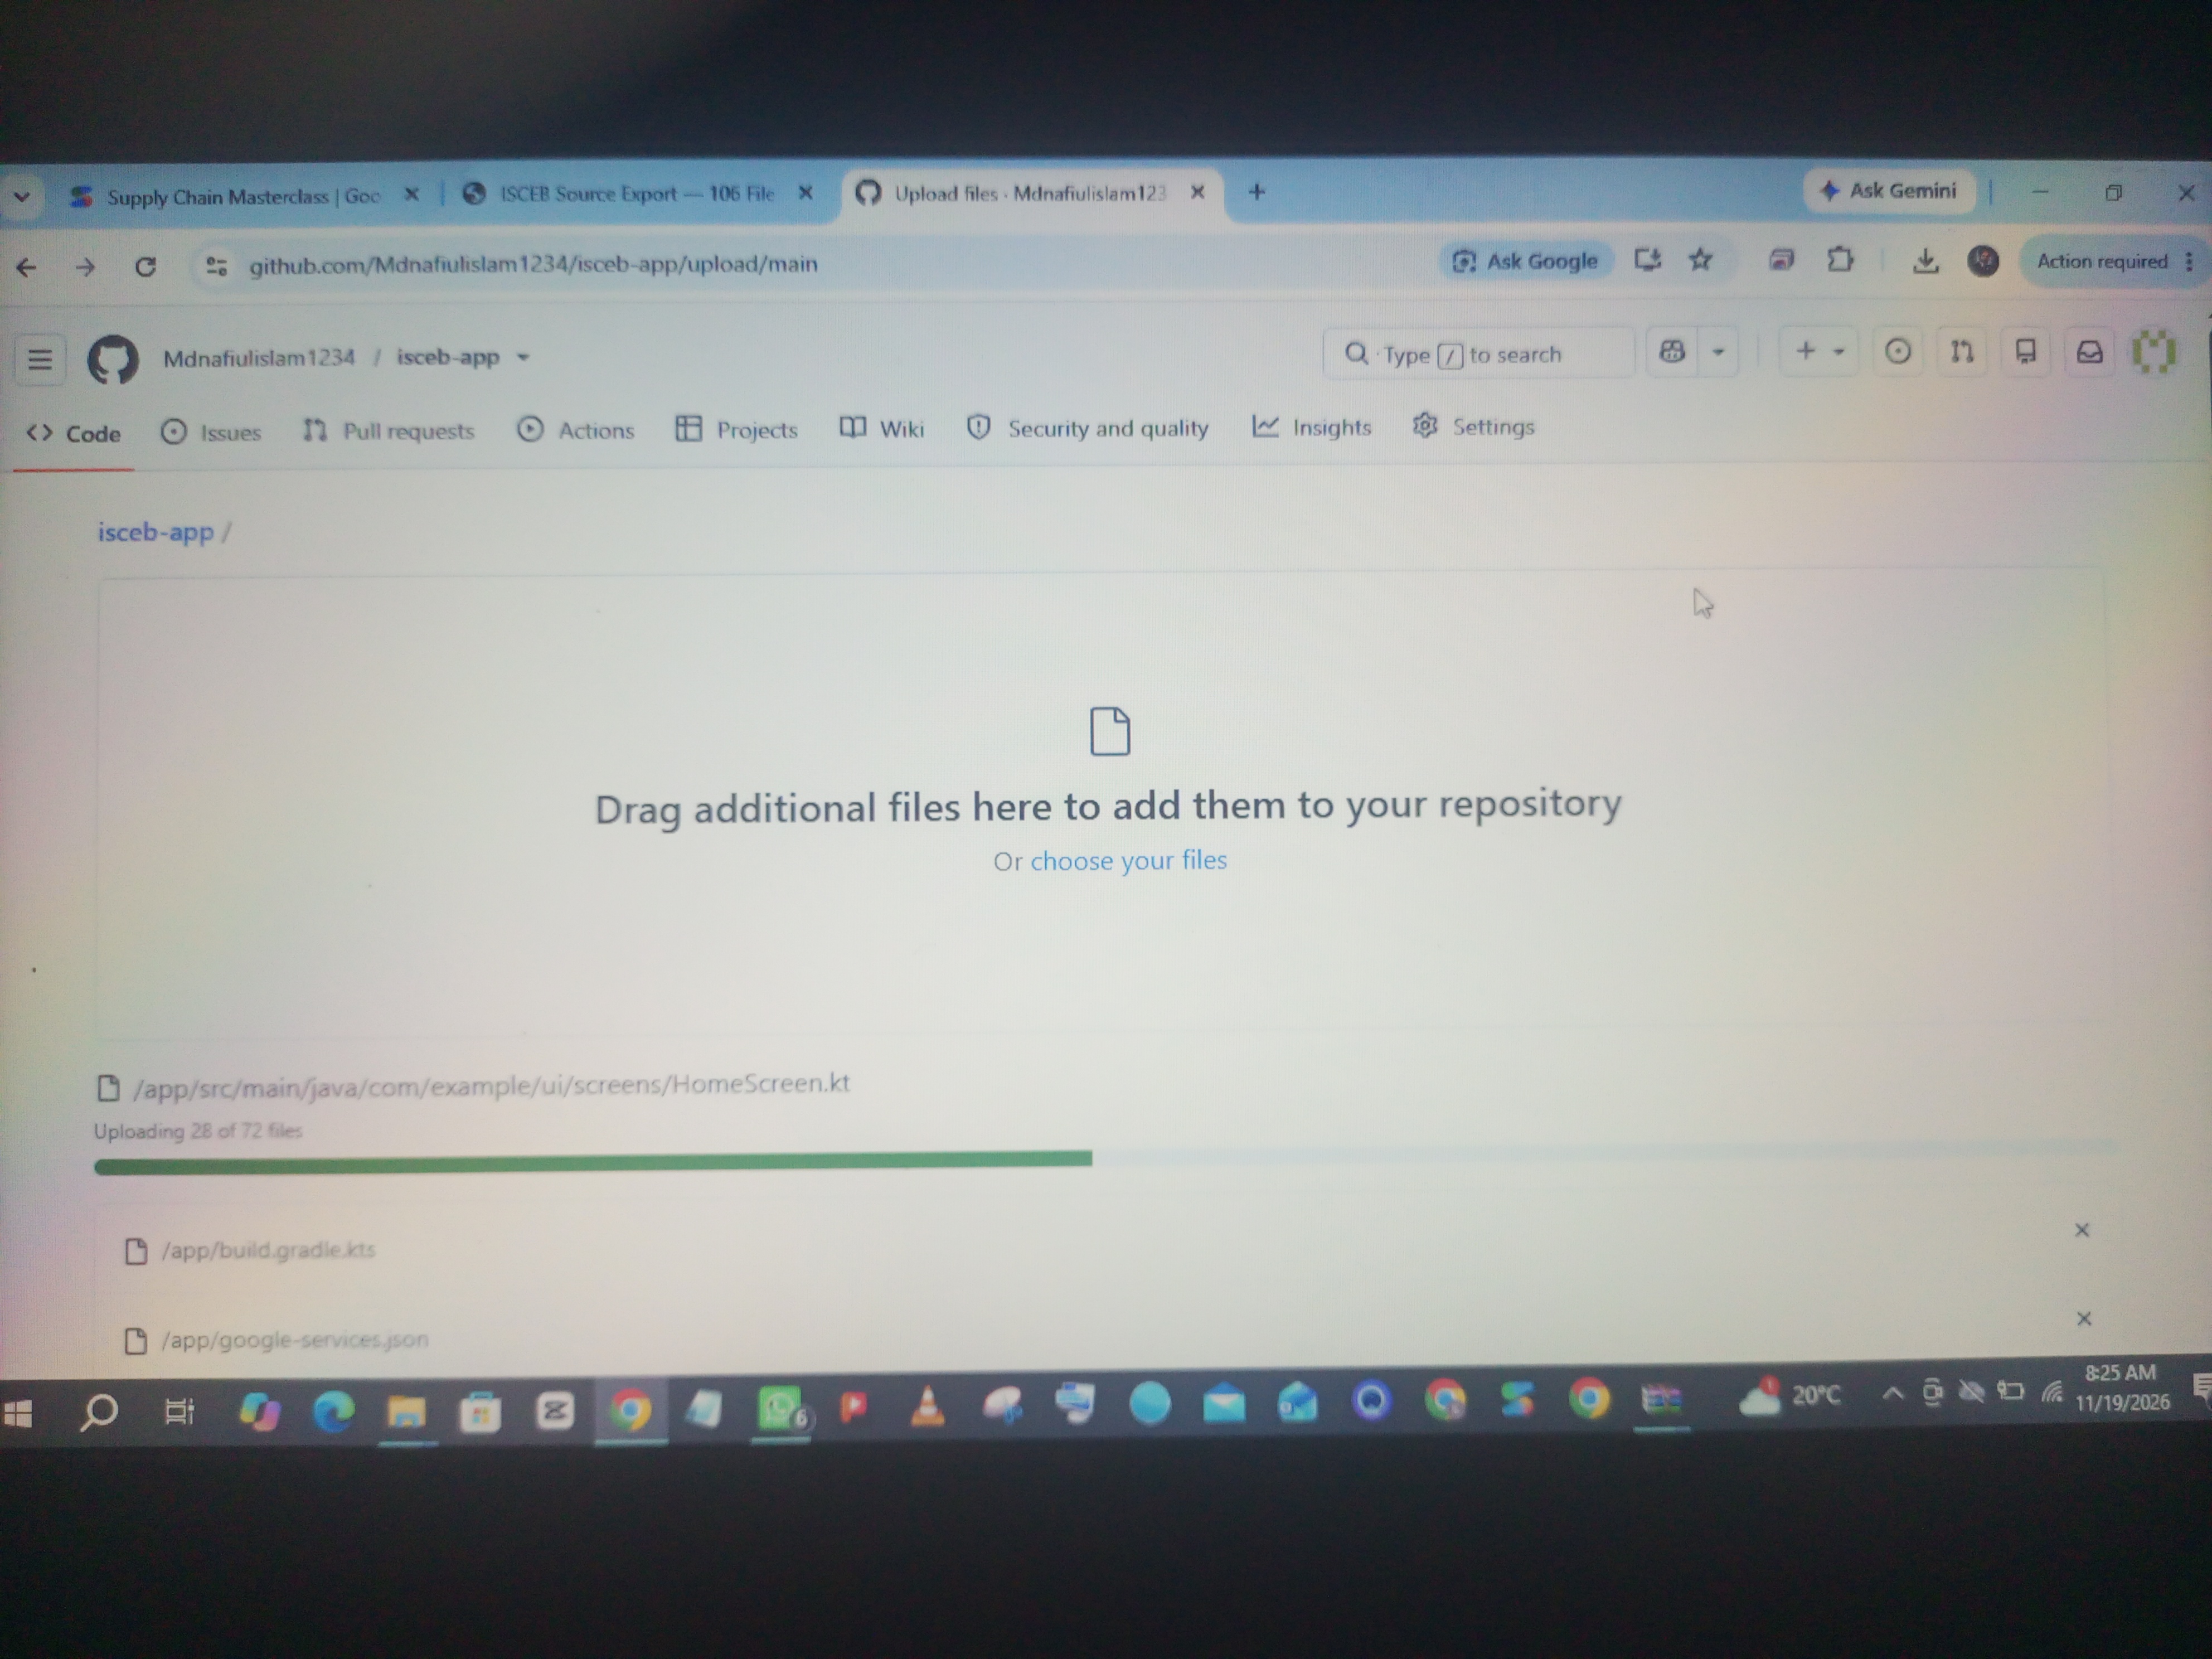 Supply Chain Masterclass | Goc
ISCEB Source Export — 106 File
Upload files · Mdnafiulislam123
Ask Gemini
github.com/Mdnafiulislam1234/isceb-app/upload/main
Ask Google
Action required
Mdnafiulislam1234 / isceb-app
Type / to search
Code
Issues
Pull requests
Actions
Projects
Wiki
Security and quality
Insights
Settings
isceb-app /
Drag additional files here to add them to your repository
Or choose your files
/app/src/main/java/com/example/ui/screens/HomeScreen.kt
Uploading 28 of 72 files
/app/build.gradle.kts
/app/google-services.json
6
1
20°C
8:25 AM
11/19/2026